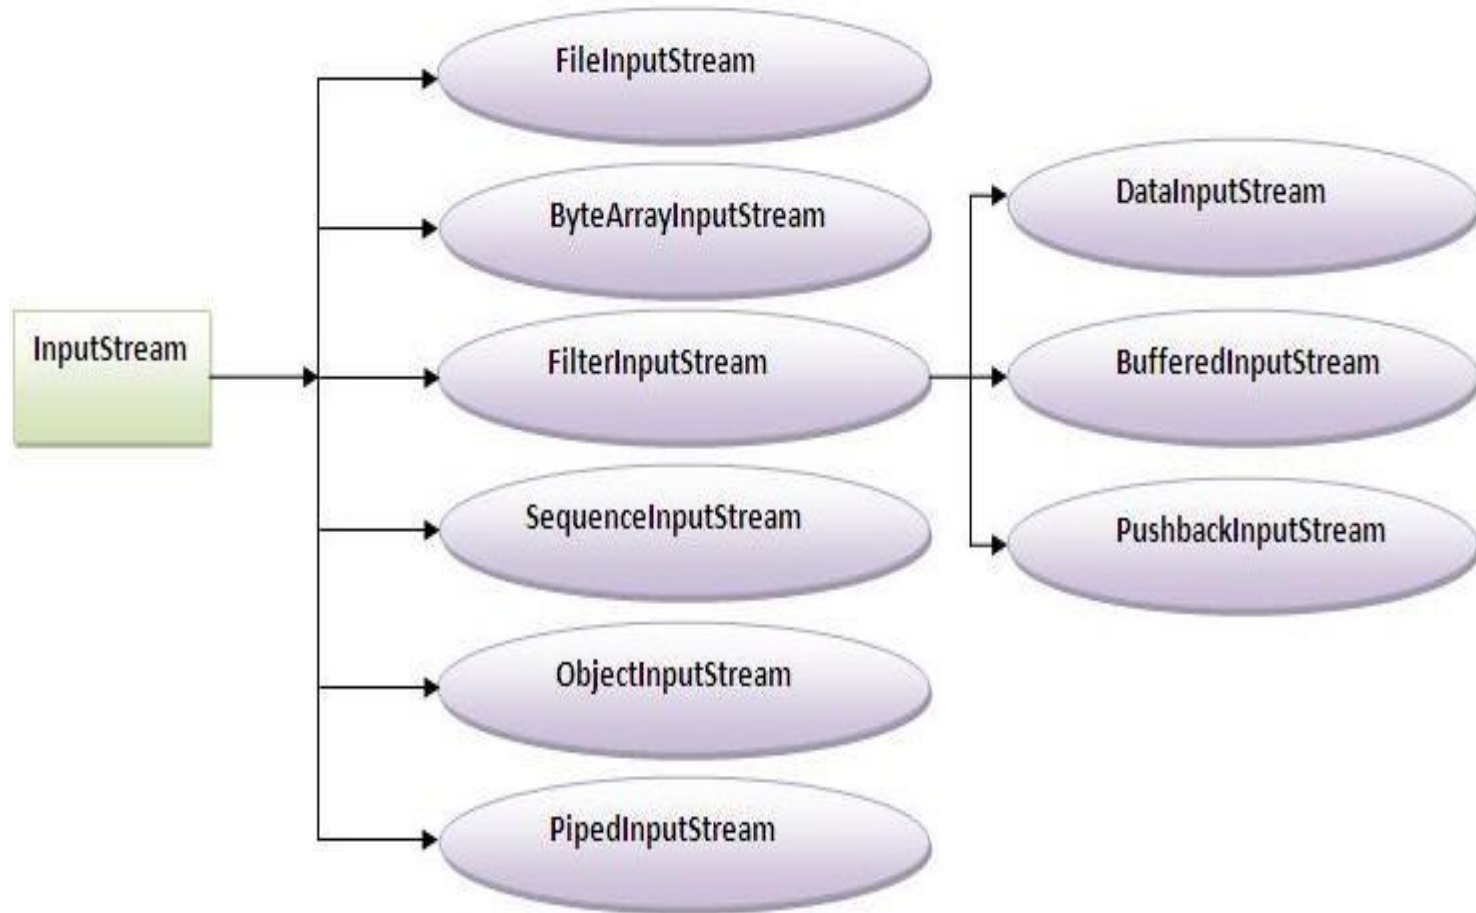 InputStream
FileInputStream
ByteArrayInputStream
FilterInputStream
SequenceInputStream
ObjectInputStream
PipedInputStream
DataInputStream
BufferedInputStream
PushbackInputStream